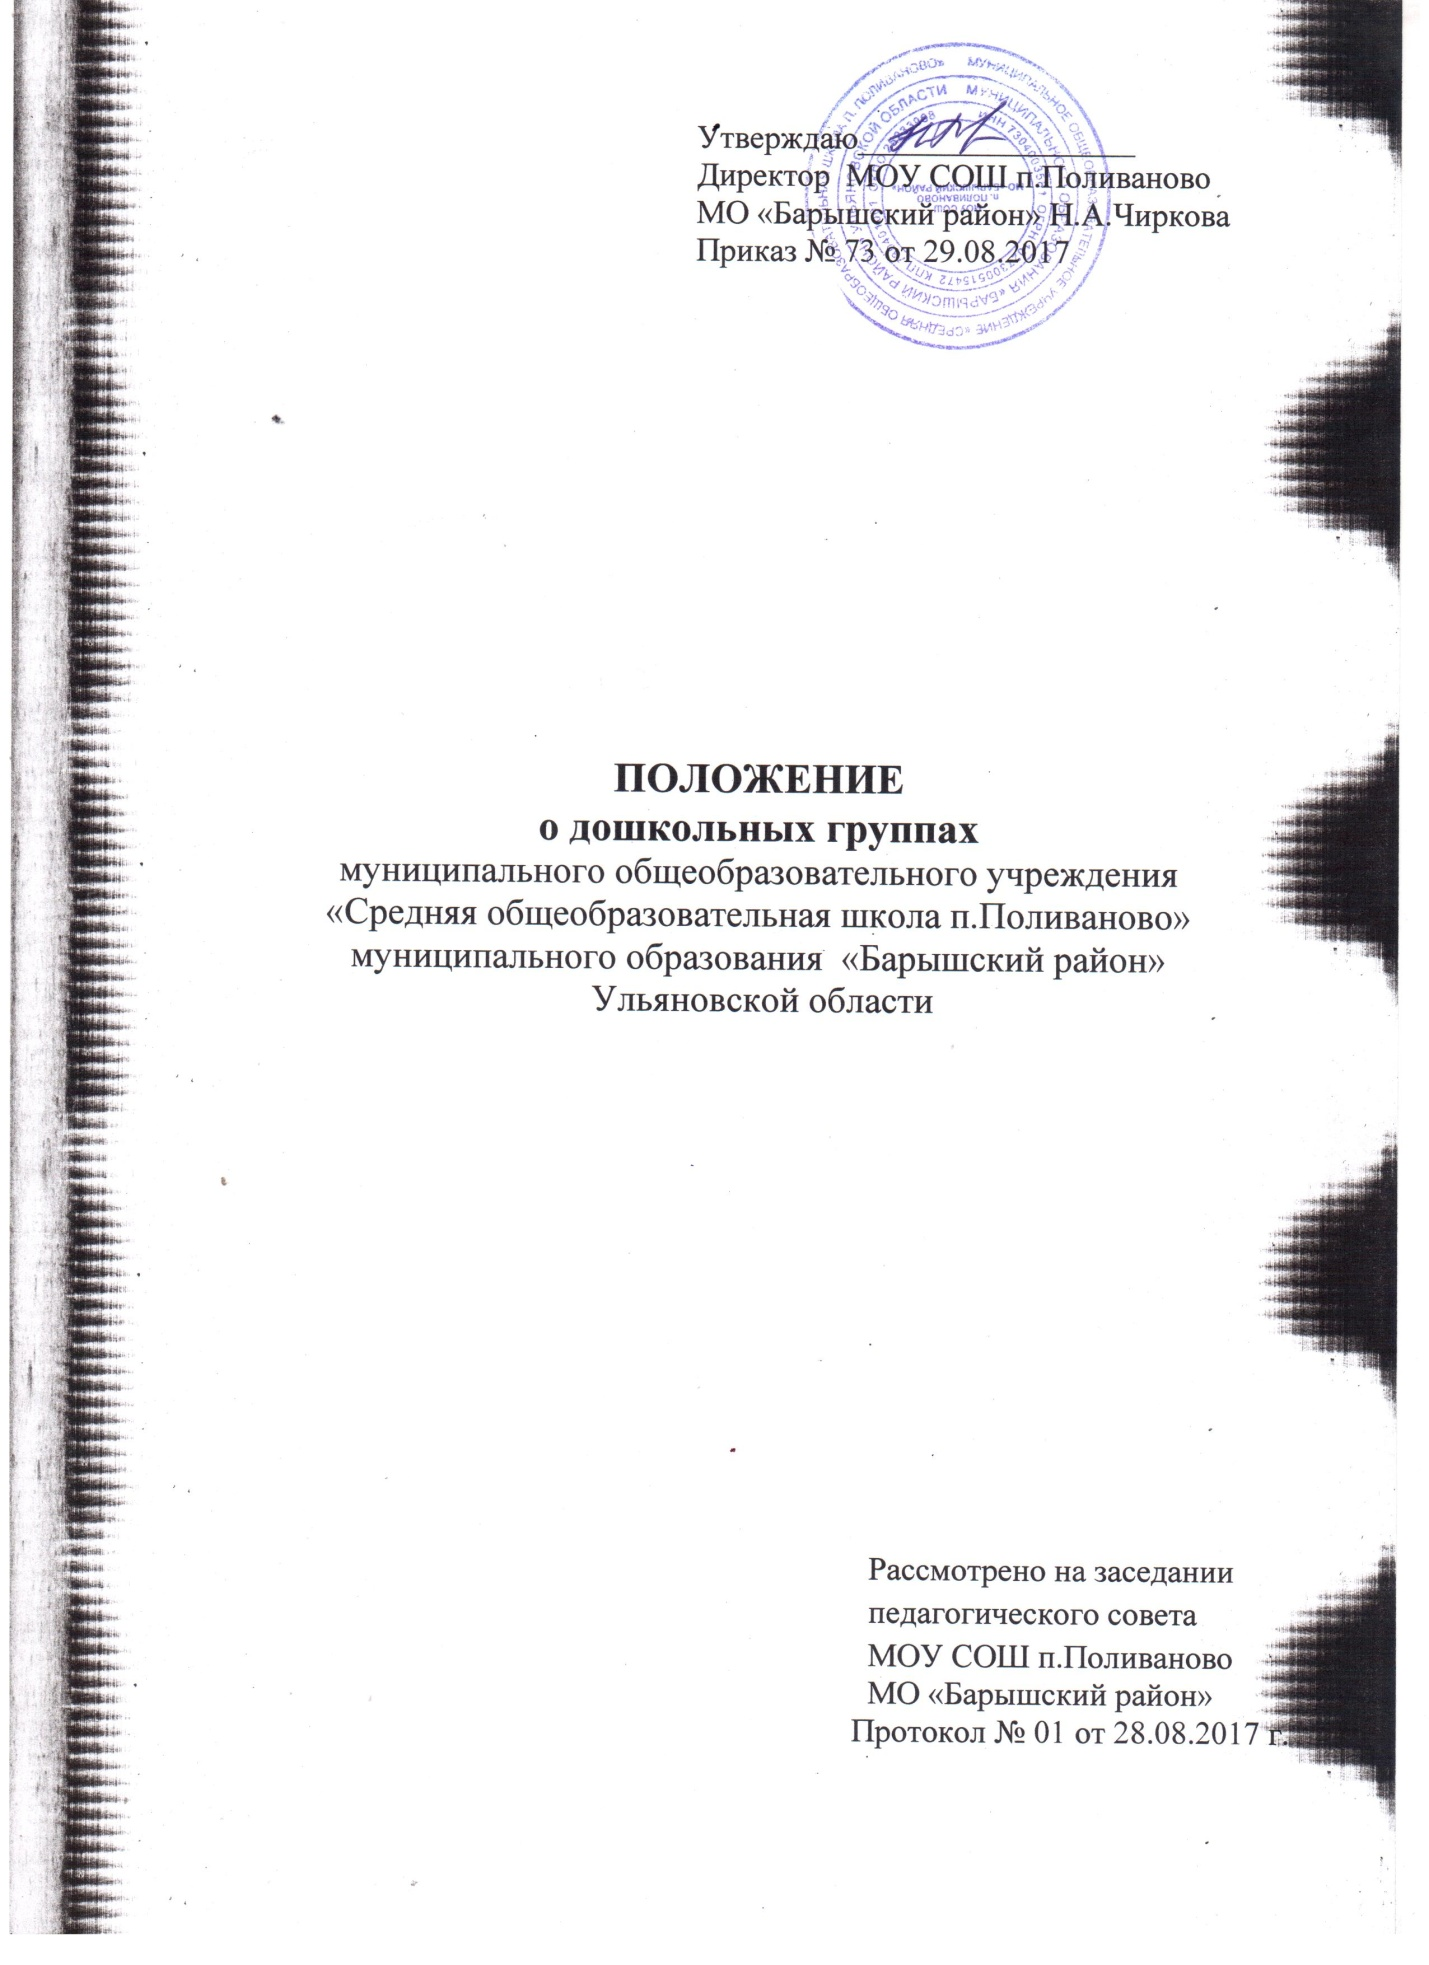 Утверждаю
Директор МОУ СОШ п.Поливаново
МО «Барышский район» Н.А.Чиркова
Приказ № 73 от 29.08.2017
ПОЛОЖЕНИЕ
о дошкольных группах
муниципального общеобразовательного учреждения
«Средняя общеобразовательная школа п.Поливаново»
муниципального образования «Барышский район»
Ульяновской области
Рассмотрено на заседании
педагогического совета
МОУ СОШ п.Поливаново
МО «Барышский район»
Протокол № 01 от 28.08.2017 г.